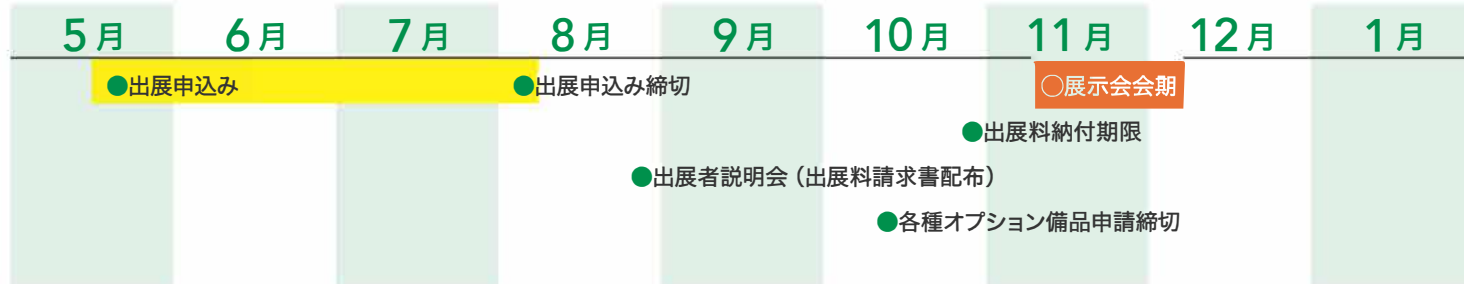 5月 6月 7月 8月 9月 10月 11月 12月 1月
●出展申込み ●出展申込み締切 ○展示会会期
●出展料納付期限
●出展者説明会（出展料請求書配布）
●各種オプション備品申請締切